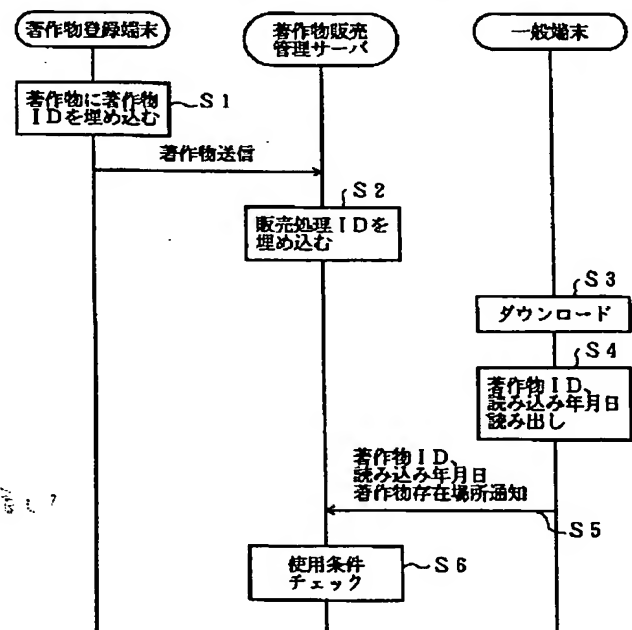 著作物登録端末
著作物販売
管理サーバ
一般端末
著作物に著作物
IDを埋め込む
S1
著作物送信
S2
販売処理IDを
埋め込む
S3
ダウンロード
S4
著作物ID、
読み込み年月日
読み出し
著作物ID、
読み込み年月日
著作物存在場所通知
S5
使用条件
チェック
S6